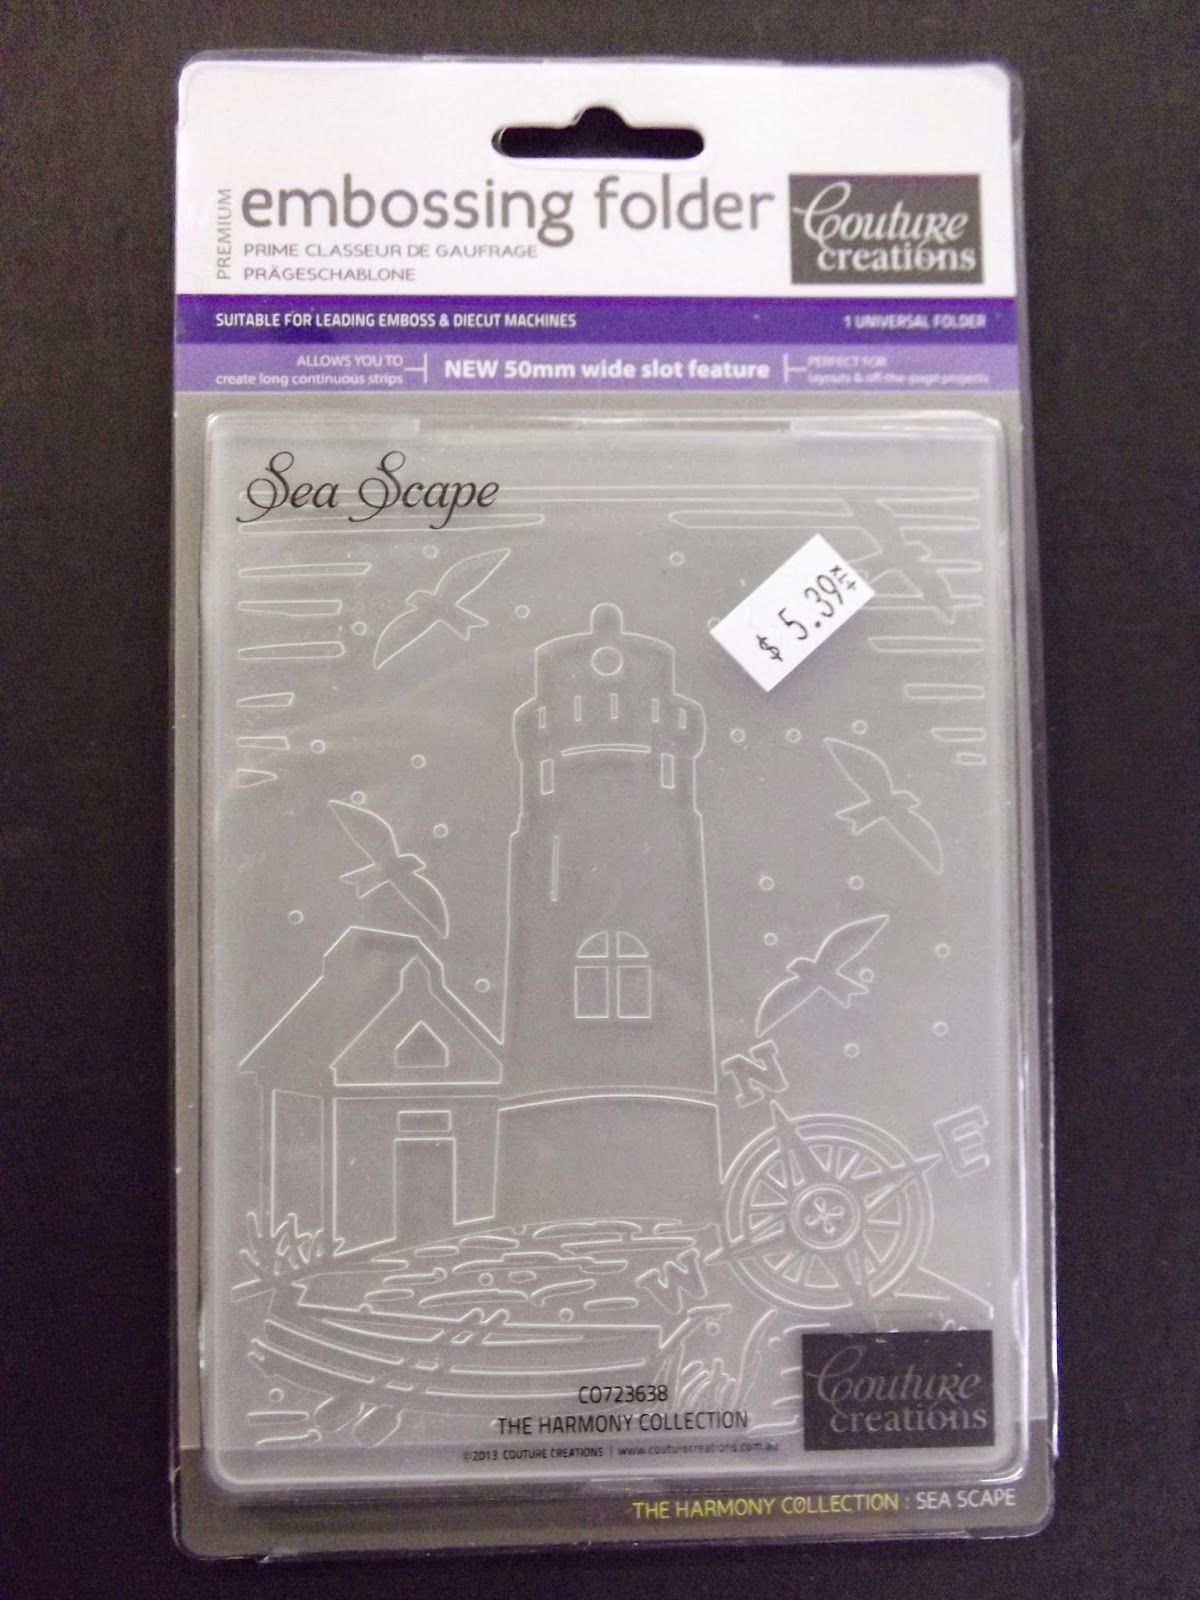 PREMIUM
embossing folder
PRIME CLASSEUR DE GAUFRAGE
PRÄGESCHABLONE
Couture
creations
SUITABLE FOR LEADING EMBOSS & DIECUT MACHINES
1 UNIVERSAL FOLDER
ALLOWS YOU TO
create long continuous strips
NEW 50mm wide slot feature
PERFECT FOR
layouts & off-the-page projects
Sea Scape
$ 5.39
N
E
W
CO723638
THE HARMONY COLLECTION
©2013 COUTURE CREATIONS | www.couturecreations.com.au
Couture
creations
THE HARMONY COLLECTION : SEA SCAPE